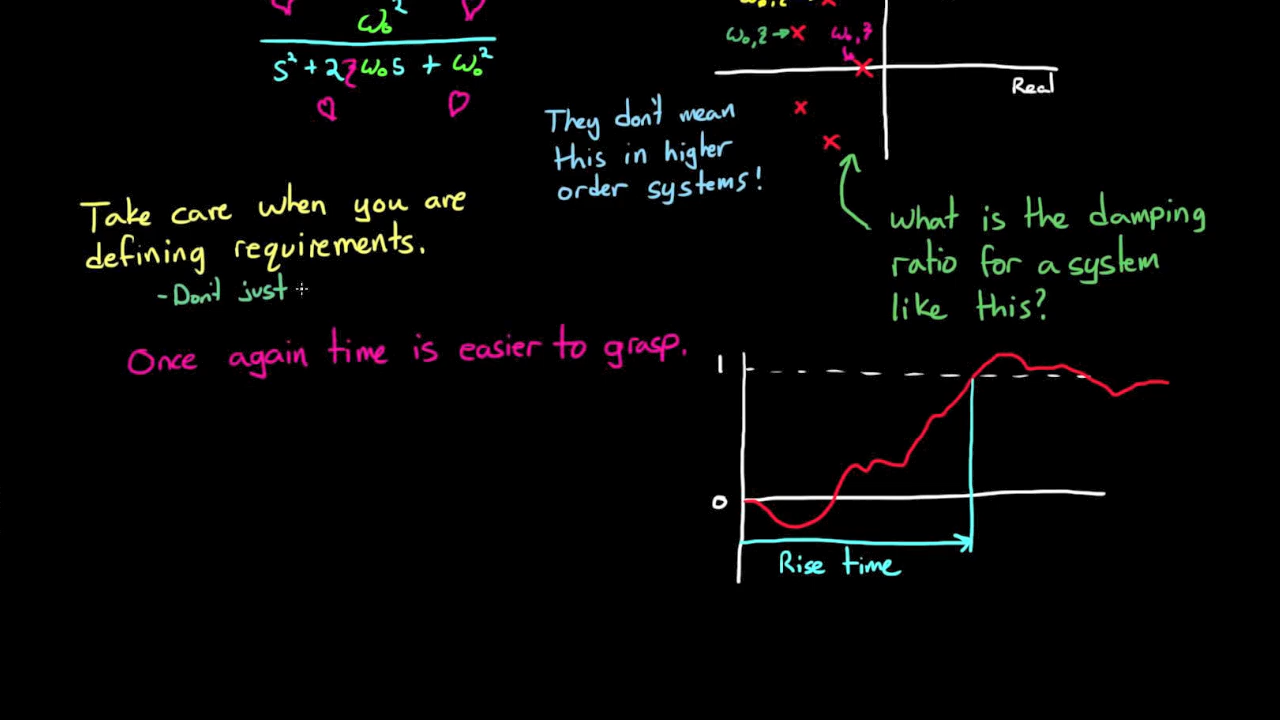 ω₀²
s² + 2ζω₀s + ω₀²
ω₀,ζ → x
ω₀,ζ
Real
They don't mean
this in higher
order systems!
Take care when you are
defining requirements.
- Don't just
what is the damping
ratio for a system
like this?
Once again time is easier to grasp.
1
0
Rise time